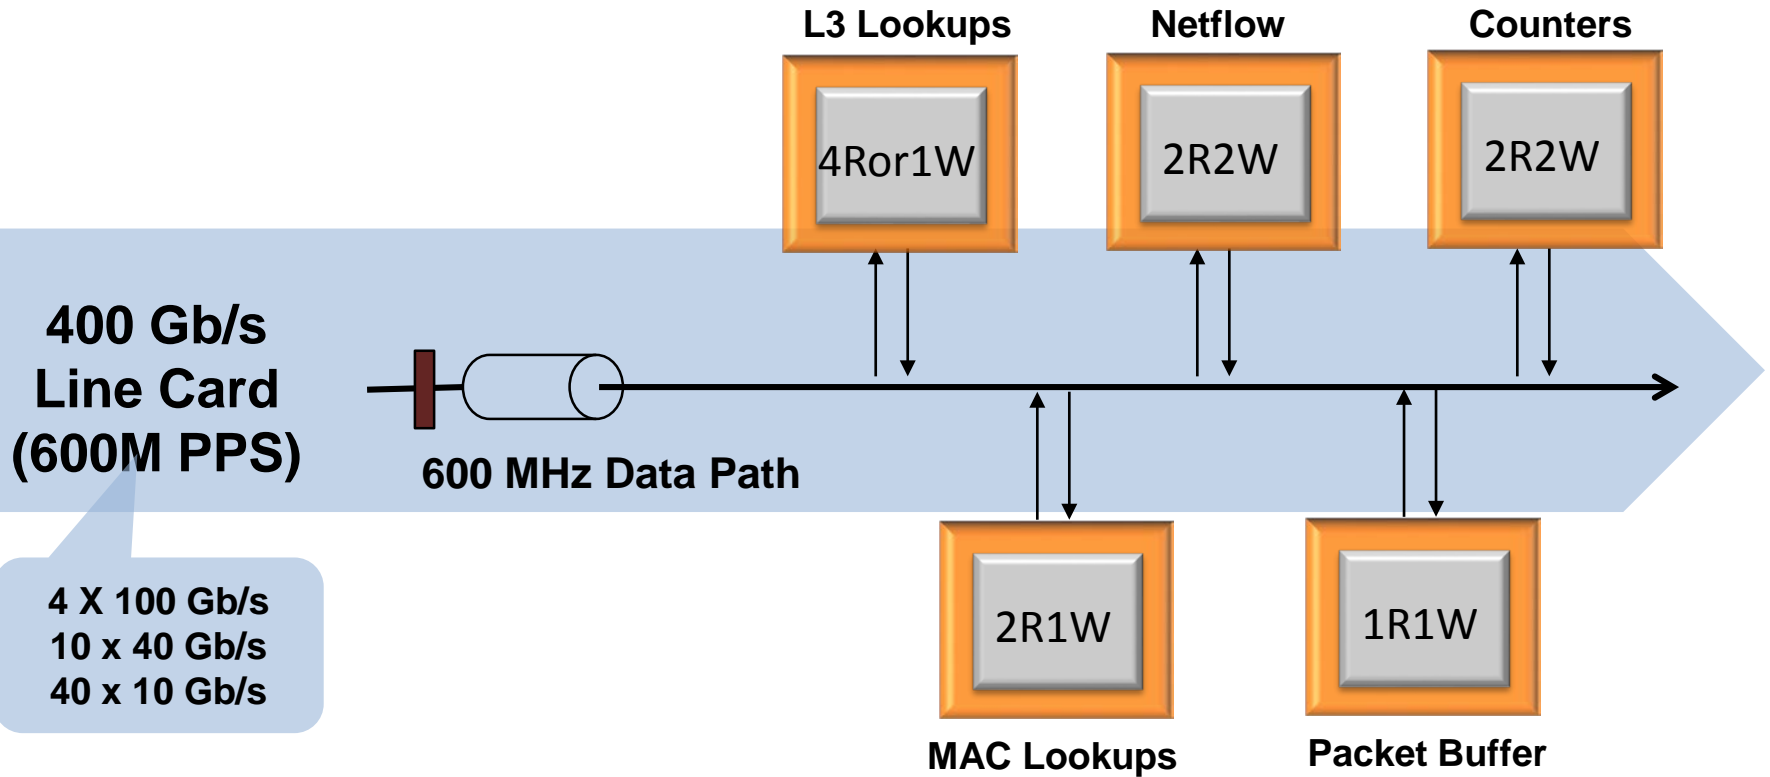 L3 Lookups
Netflow
Counters
4Ror1W
2R2W
2R2W
400 Gb/s
Line Card
(600M PPS)
600 MHz Data Path
4 X 100 Gb/s
10 x 40 Gb/s
40 x 10 Gb/s
2R1W
1R1W
MAC Lookups
Packet Buffer